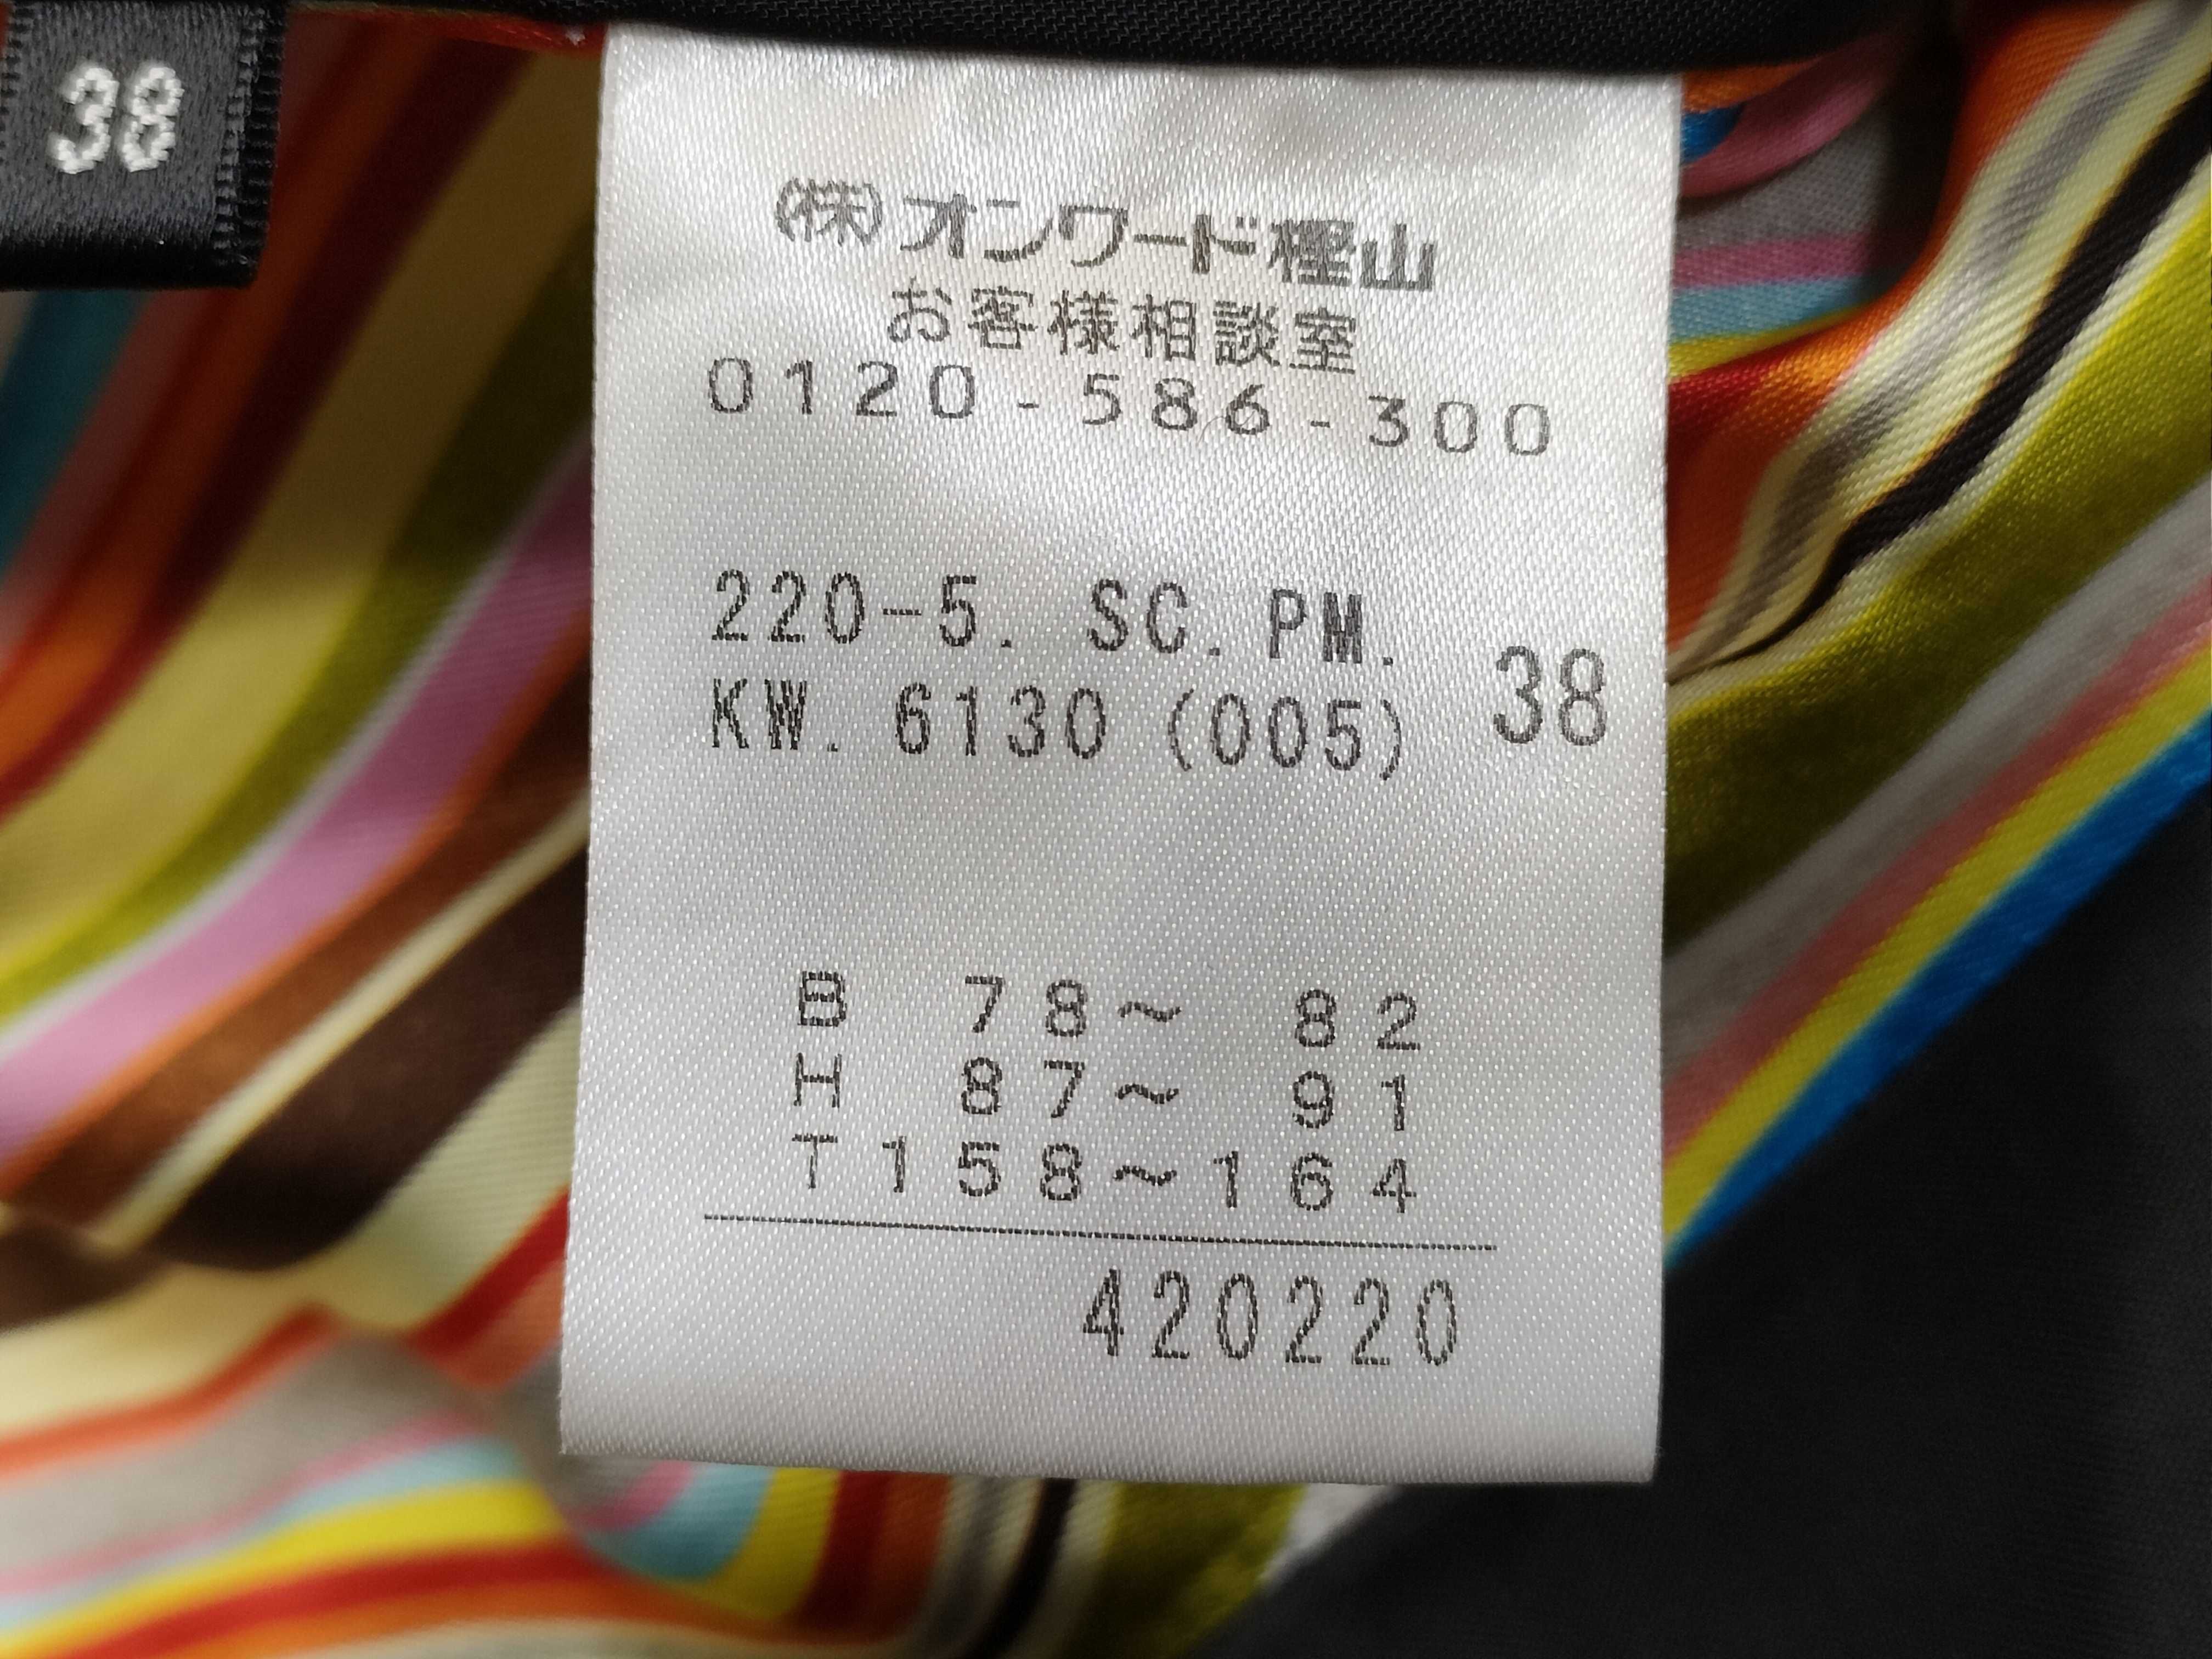 38
(株)オンワード樫山
お客様相談室
0120-586-300
220-5. SC. PM.
KW. 6130 (005) 38
B 78~ 82
H 87~ 91
T158~164
420220